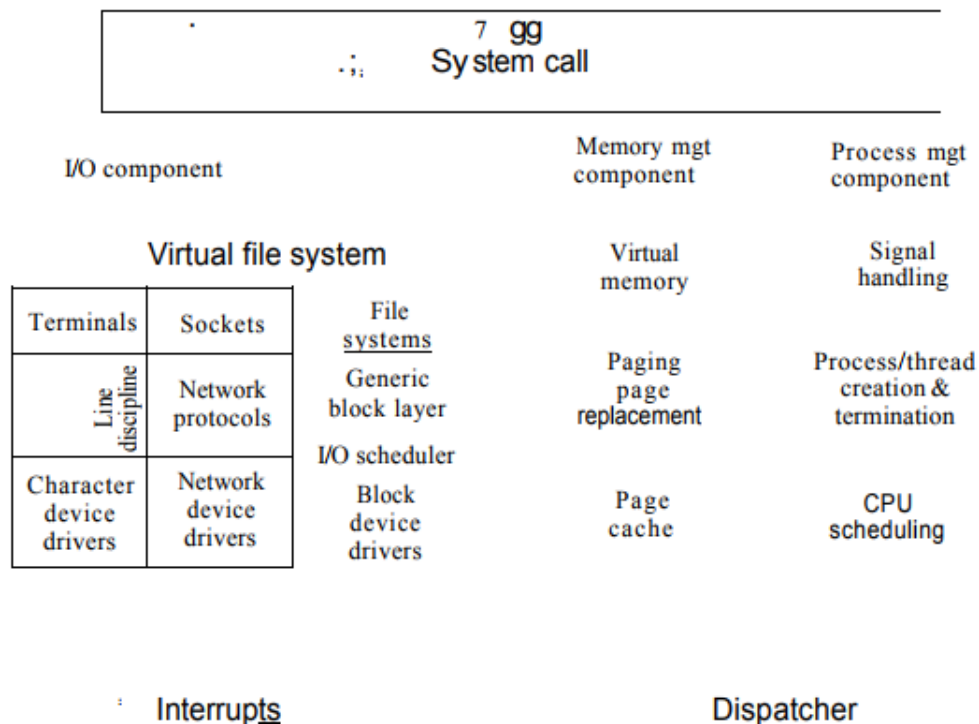 7 gg
System call
I/O component
Memory mgt
component
Process mgt
component
Virtual file system
Terminals
Sockets
File
systems
Line
discipline
Network
protocols
Generic
block layer
I/O scheduler
Character
device
drivers
Network
device
drivers
Block
device
drivers
Virtual
memory
Paging
page
replacement
Page
cache
Signal
handling
Process/thread
creation &
termination
CPU
scheduling
Interrupts
Dispatcher